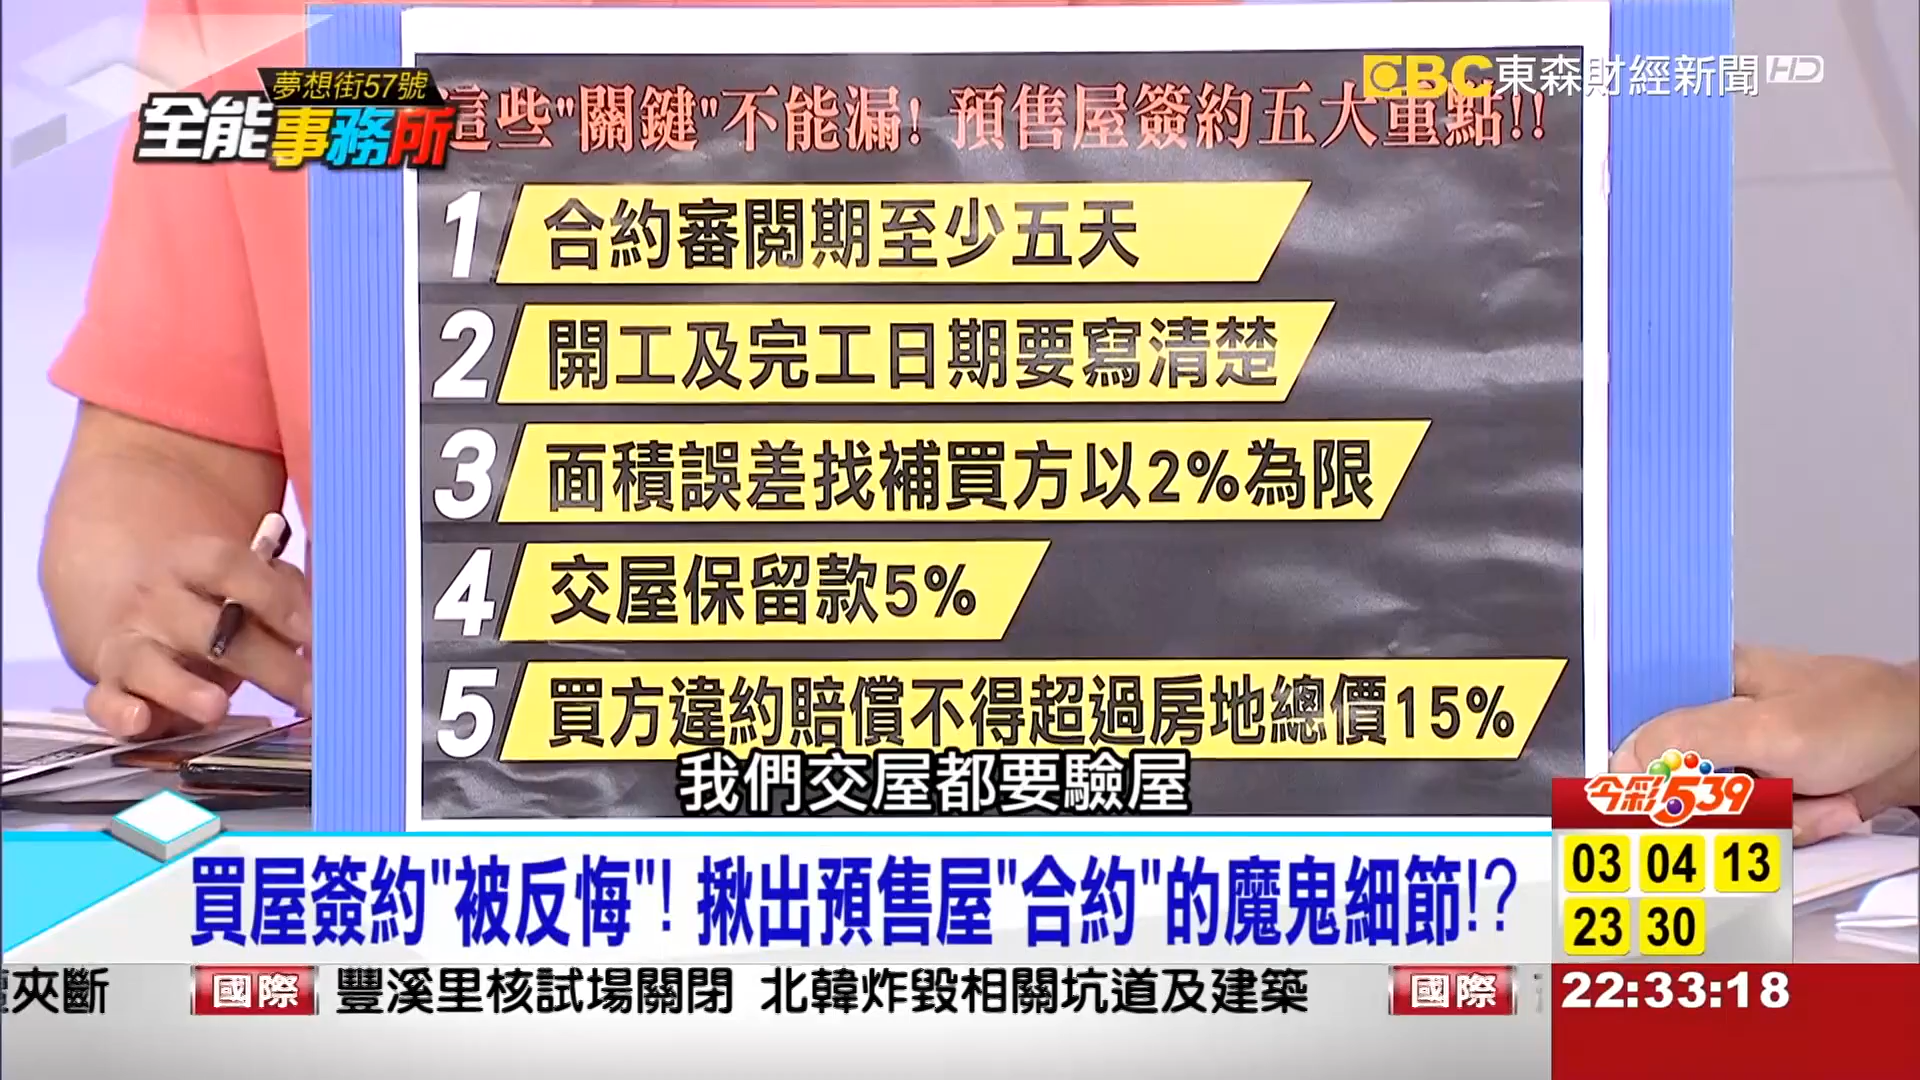 EBC 東森財經新聞 HD
夢想街57號
全能事務所
這些"關鍵"不能漏! 預售屋簽約五大重點!!
1 合約審閱期至少五天
2 開工及完工日期要寫清楚
3 面積誤差找補買方以2%為限
4 交屋保留款5%
5 買方違約賠償不得超過房地總價15%
我們交屋都要驗屋
今彩539
03 04 13
23 30
買屋簽約"被反悔"! 揪出預售屋"合約"的魔鬼細節!?
夾斷 國際 豐溪里核試場關閉 北韓炸毀相關坑道及建築 國際
22:33:18